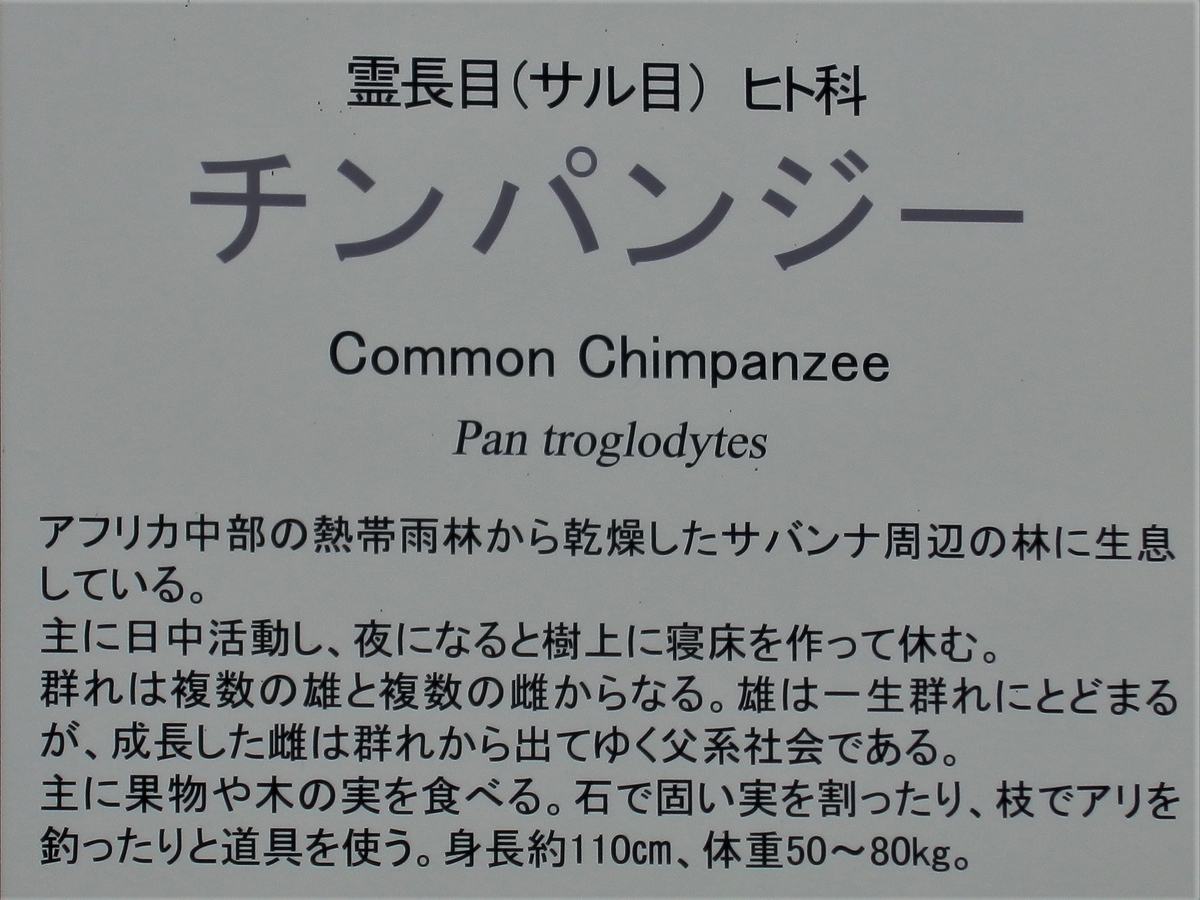 霊長目(サル目) ヒト科
チンパンジー
Common Chimpanzee
Pan troglodytes
アフリカ中部の熱帯雨林から乾燥したサバンナ周辺の林に生息
している。
主に日中活動し、夜になると樹上に寝床を作って休む。
群れは複数の雄と複数の雌からなる。雄は一生群れにとどまる
が、成長した雌は群れから出てゆく父系社会である。
主に果物や木の実を食べる。石で固い実を割ったり、枝でアリを
釣ったりと道具を使う。身長約110㎝、体重50～80kg。